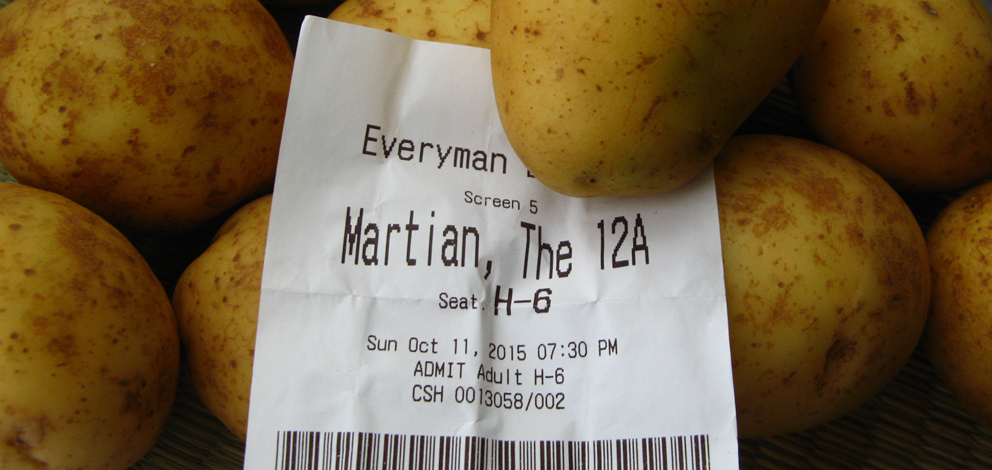 Everyman
Screen 5
Martian, The 12A
Seat. H-6
Sun Oct 11, 2015 07:30 PM
ADMIT Adult H-6
CSH 0013058/002